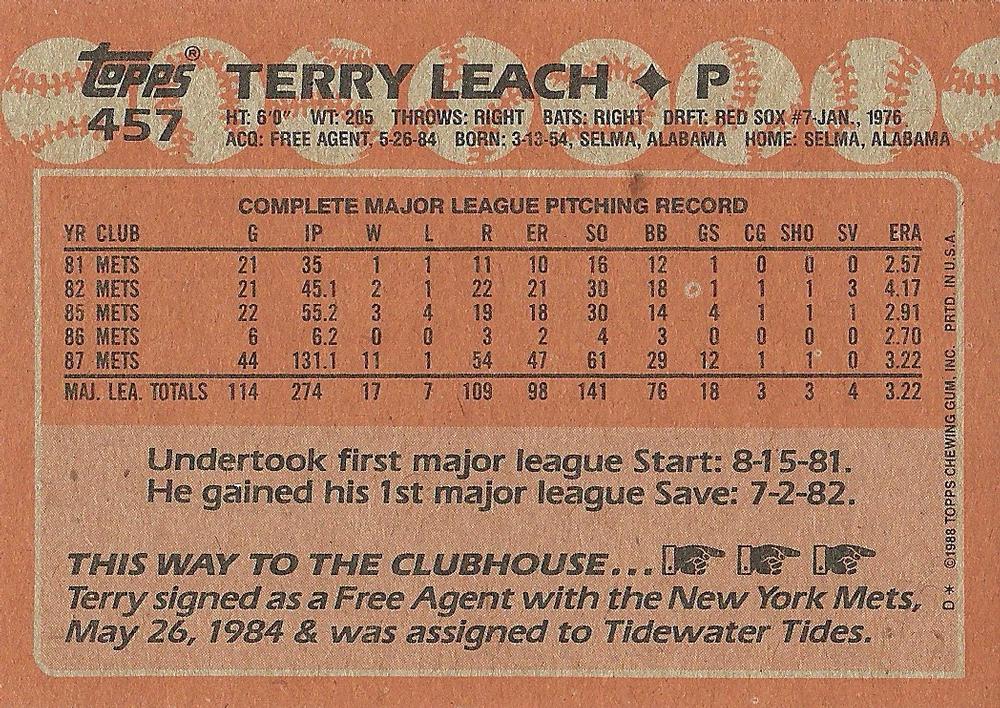 Topps®
457
TERRY LEACH ✦ P
HT: 6'0" WT: 205 THROWS: RIGHT BATS: RIGHT DRFT: RED SOX #7-JAN., 1976
ACQ: FREE AGENT, 5-26-84 BORN: 3-13-54, SELMA, ALABAMA HOME: SELMA, ALABAMA
COMPLETE MAJOR LEAGUE PITCHING RECORD
YR CLUB G IP W L R ER SO BB GS CG SHO SV ERA
81 METS 21 35 1 1 11 10 16 12 1 0 0 0 2.57
82 METS 21 45.1 2 1 22 21 30 18 1 1 1 3 4.17
85 METS 22 55.2 3 4 19 18 30 14 4 1 1 1 2.91
86 METS 6 6.2 0 0 3 2 4 3 0 0 0 0 2.70
87 METS 44 131.1 11 1 54 47 61 29 12 1 1 0 3.22
MAJ. LEA. TOTALS 114 274 17 7 109 98 141 76 18 3 3 4 3.22
Undertook first major league Start: 8-15-81.
He gained his 1st major league Save: 7-2-82.
THIS WAY TO THE CLUBHOUSE...
Terry signed as a Free Agent with the New York Mets,
May 26, 1984 & was assigned to Tidewater Tides.
D* ©1988 TOPPS CHEWING GUM, INC. PRTD. IN U.S.A.